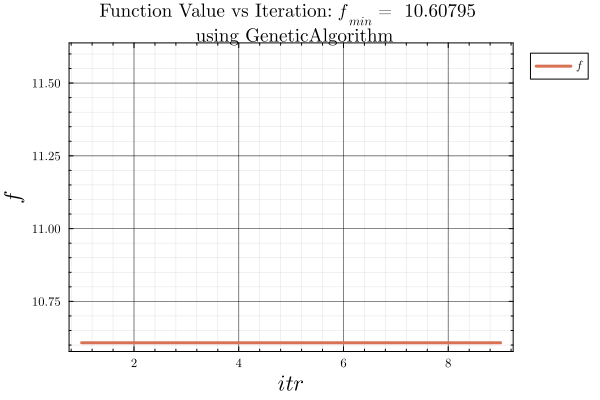 Function Value vs Iteration: f_min = 10.60795
using GeneticAlgorithm
f
11.50
11.25
11.00
10.75
f
2 4 6 8
itr